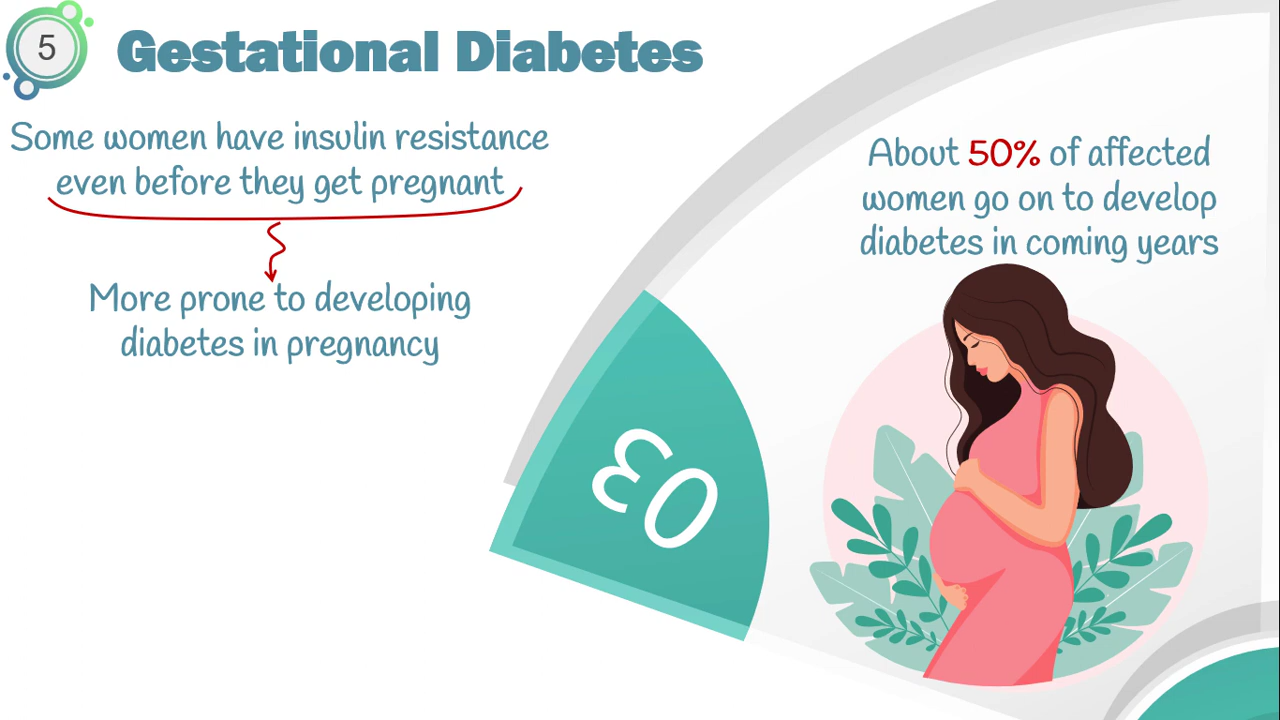 5
Gestational Diabetes
Some women have insulin resistance
even before they get pregnant
More prone to developing
diabetes in pregnancy
About 50% of affected
women go on to develop
diabetes in coming years
03